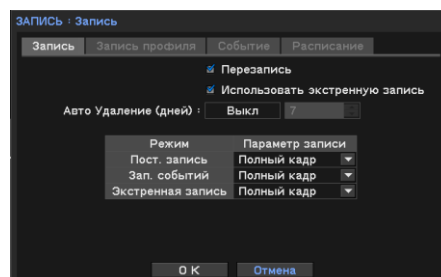 ЗАПИСЬ : Запись
Запись Запись профиля Событие Расписание
Перезапись
Использовать экстренную запись
Авто Удаление (дней) : Выкл 7
Режим Параметр записи
Пост. запись Полный кадр
Зап. событий Полный кадр
Экстренная запись Полный кадр
OK Отмена